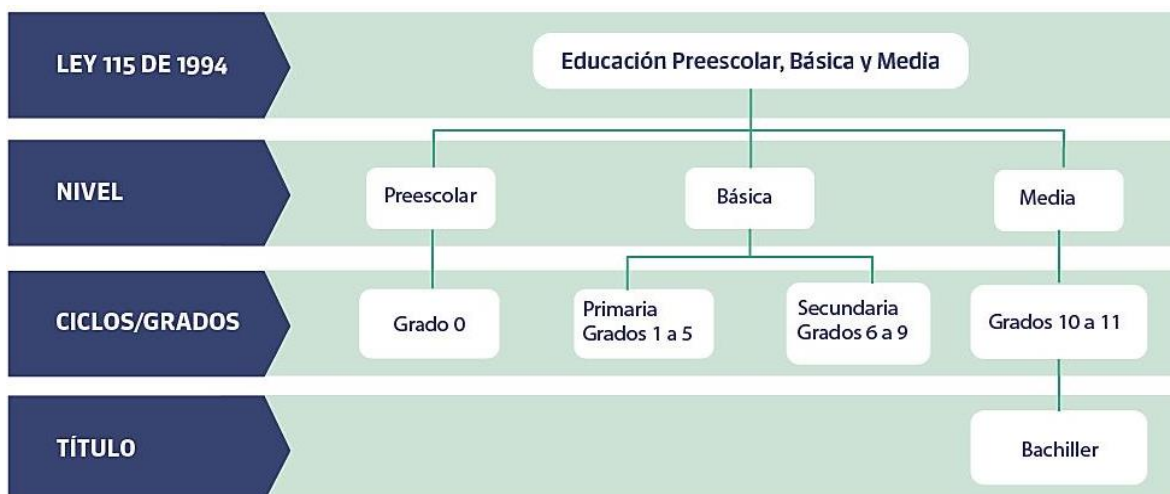 LEY 115 DE 1994
Educación Preescolar, Básica y Media
NIVEL
Preescolar
Básica
Media
CICLOS/GRADOS
Grado 0
Primaria
Grados 1 a 5
Secundaria
Grados 6 a 9
Grados 10 a 11
TÍTULO
Bachiller